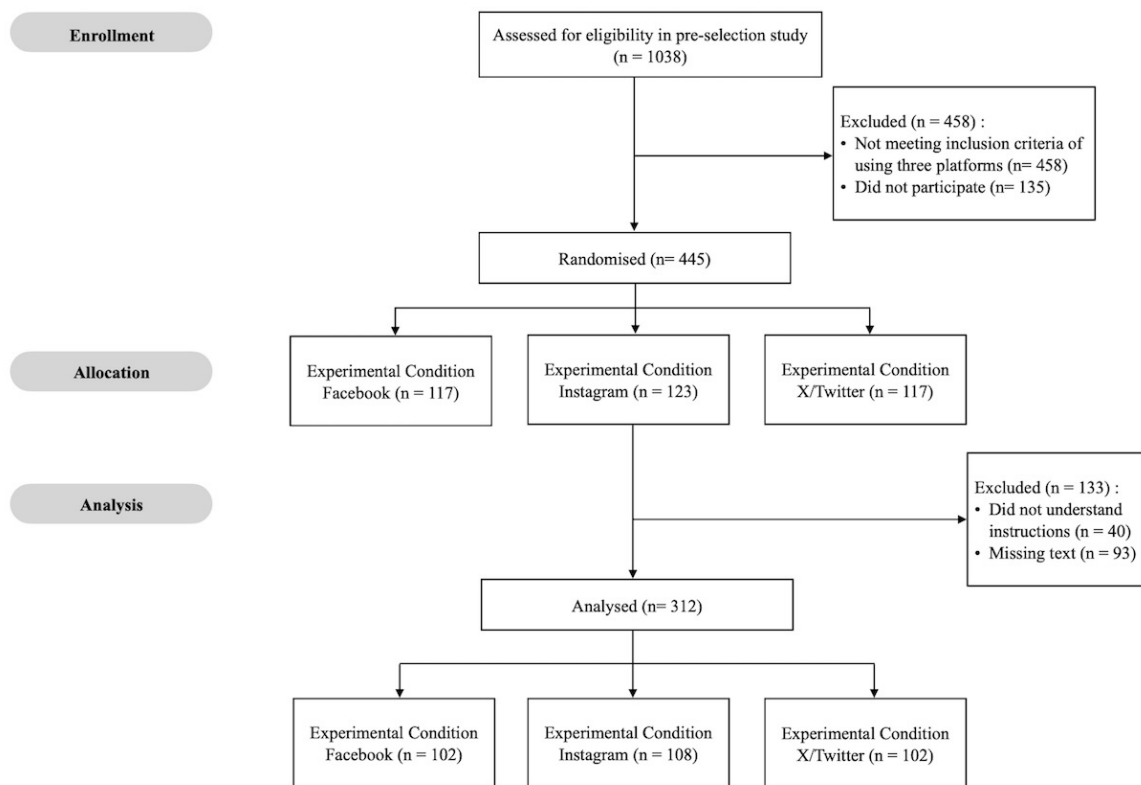 Enrollment
Assessed for eligibility in pre-selection study
(n = 1038)
Excluded (n = 458) :
• Not meeting inclusion criteria of
using three platforms (n= 458)
• Did not participate (n= 135)
Randomised (n= 445)
Allocation
Experimental Condition
Facebook (n = 117)
Experimental Condition
Instagram (n = 123)
Experimental Condition
X/Twitter (n = 117)
Analysis
Excluded (n = 133) :
• Did not understand
instructions (n = 40)
• Missing text (n = 93)
Analysed (n= 312)
Experimental Condition
Facebook (n = 102)
Experimental Condition
Instagram (n = 108)
Experimental Condition
X/Twitter (n = 102)